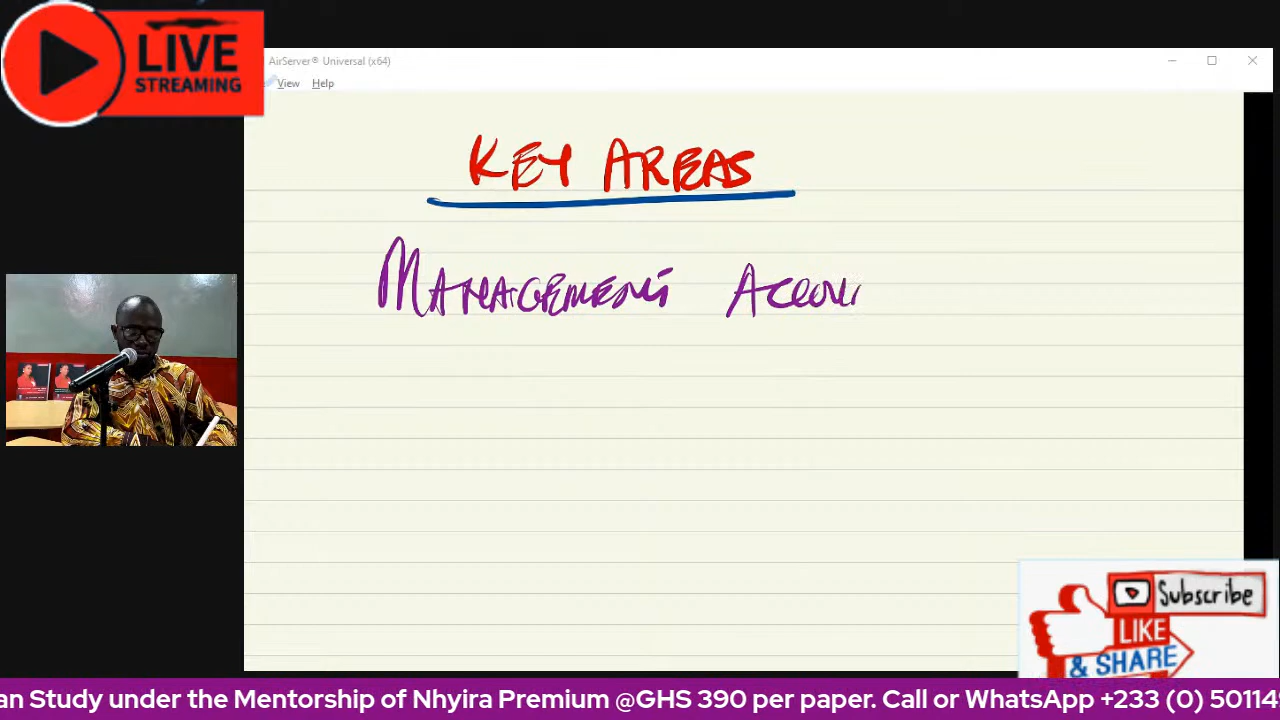 LIVE
STREAMING
AirServer® Universal (x64)
View Help
KEY AREAS
MANAGEMENT ACCOUN
Subscribe
LIKE
& SHARE
an Study under the Mentorship of Nhyira Premium @GHS 390 per paper. Call or WhatsApp +233 (0) 50114